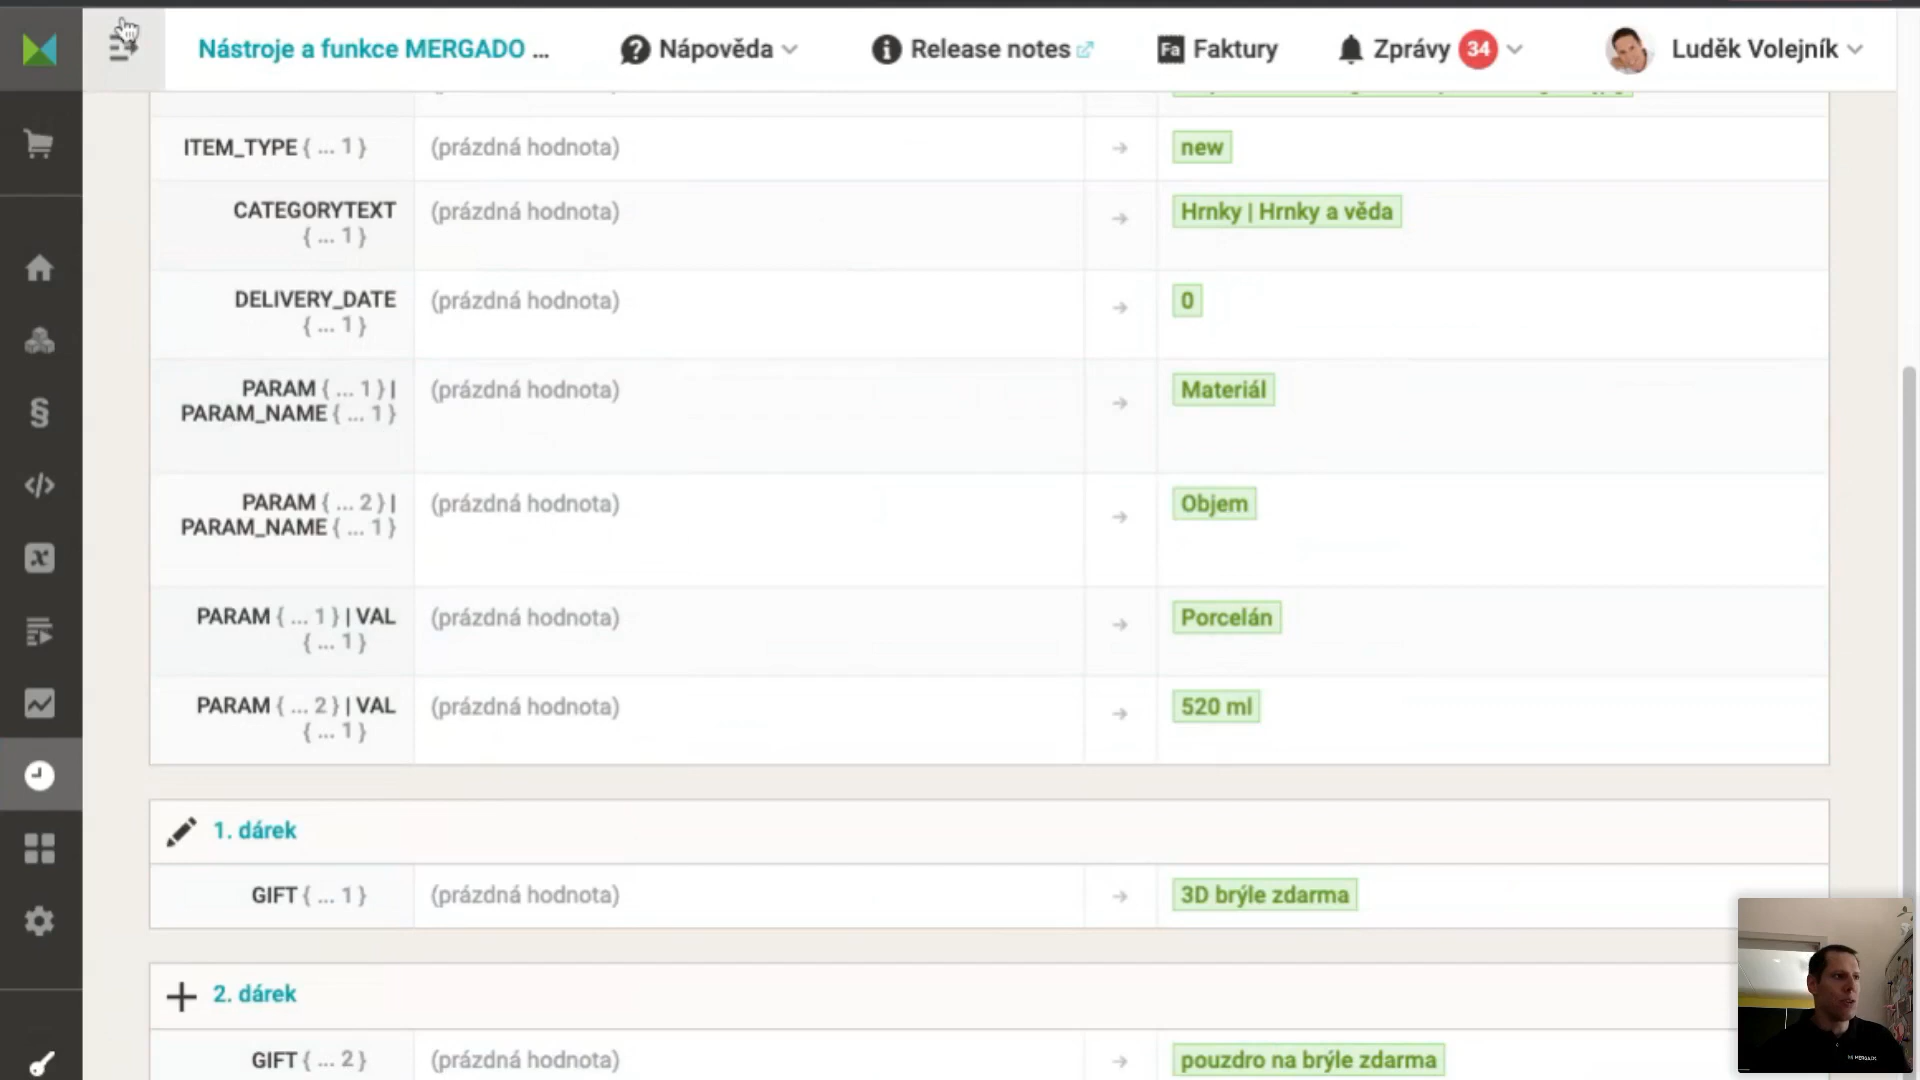 Nástroje a funkce MERGADO ...
Nápověda
Release notes
Fa Faktury
Zprávy 34
Luděk Volejník
ITEM_TYPE { ... 1 }
(prázdná hodnota)
→
new
CATEGORYTEXT
{ ... 1 }
(prázdná hodnota)
→
Hrnky | Hrnky a věda
DELIVERY_DATE
{ ... 1 }
(prázdná hodnota)
→
0
PARAM { ... 1 } |
PARAM_NAME { ... 1 }
(prázdná hodnota)
→
Materiál
PARAM { ... 2 } |
PARAM_NAME { ... 1 }
(prázdná hodnota)
→
Objem
PARAM { ... 1 } | VAL
{ ... 1 }
(prázdná hodnota)
→
Porcelán
PARAM { ... 2 } | VAL
{ ... 1 }
(prázdná hodnota)
→
520 ml
1. dárek
GIFT { ... 1 }
(prázdná hodnota)
→
3D brýle zdarma
2. dárek
GIFT { ... 2 }
(prázdná hodnota)
→
pouzdro na brýle zdarma